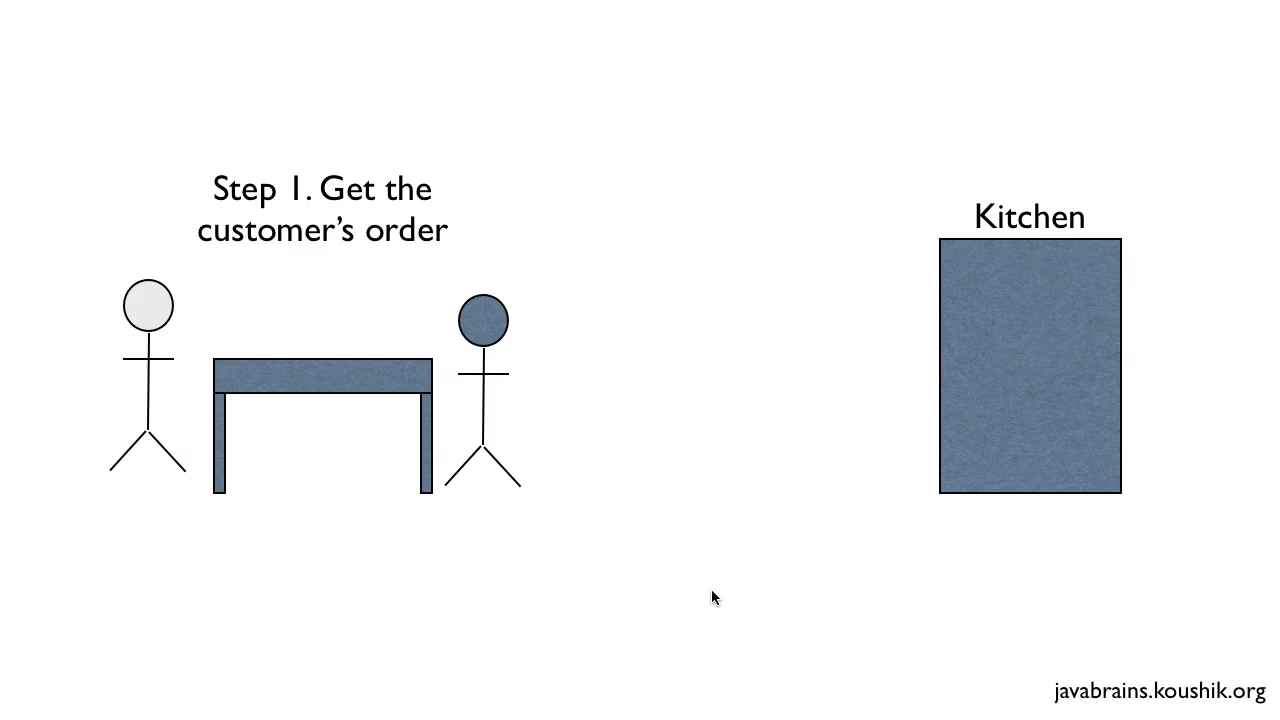 Step 1. Get the
customer’s order
Kitchen
javabrains.koushik.org